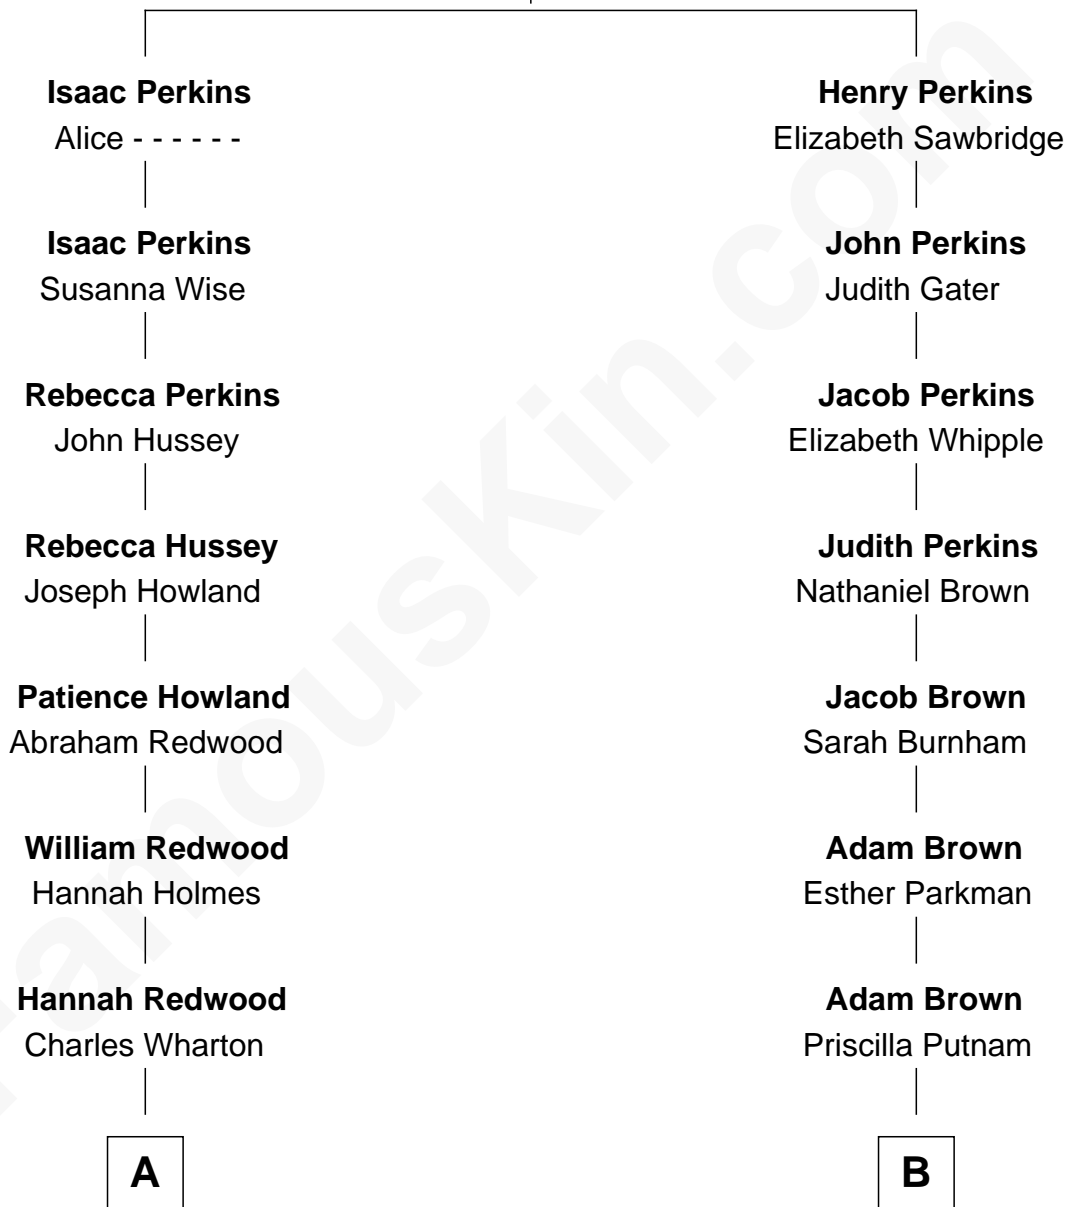 Isaac Perkins
Alice - - - - - -
Isaac Perkins
Susanna Wise
Rebecca Perkins
John Hussey
Rebecca Hussey
Joseph Howland
Patience Howland
Abraham Redwood
William Redwood
Hannah Holmes
Hannah Redwood
Charles Wharton
A
Henry Perkins
Elizabeth Sawbridge
John Perkins
Judith Gater
Jacob Perkins
Elizabeth Whipple
Judith Perkins
Nathaniel Brown
Jacob Brown
Sarah Burnham
Adam Brown
Esther Parkman
Adam Brown
Priscilla Putnam
B
FamousKin.com